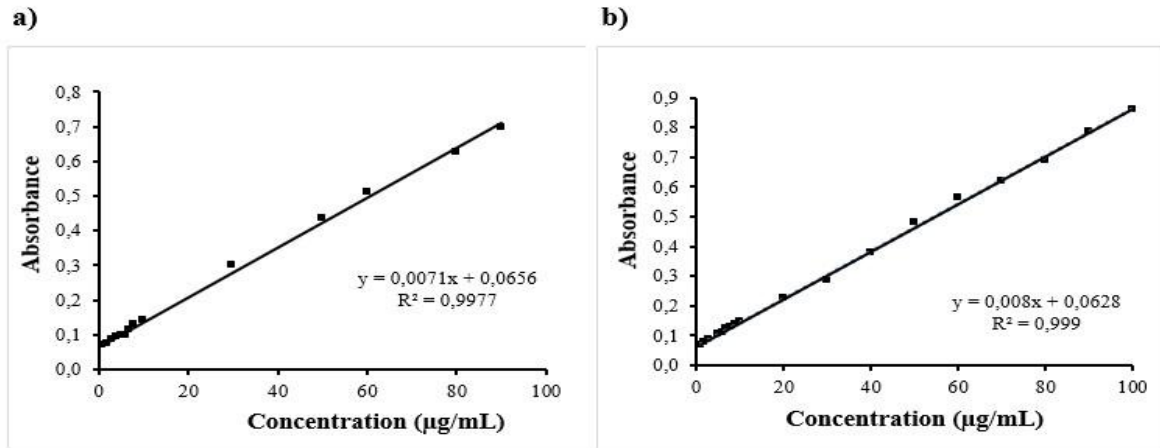 a)
0,8
0,7
0,6
0,5
0,4
0,3
0,2
0,1
0,0
Absorbance
y = 0,0071x + 0,0656
R² = 0,9977
0 20 40 60 80 100
Concentration (µg/mL)
b)
0,9
0,8
0,7
0,6
0,5
0,4
0,3
0,2
0,1
0,0
Absorbance
y = 0,008x + 0,0628
R² = 0,999
0 20 40 60 80 100
Concentration (µg/mL)